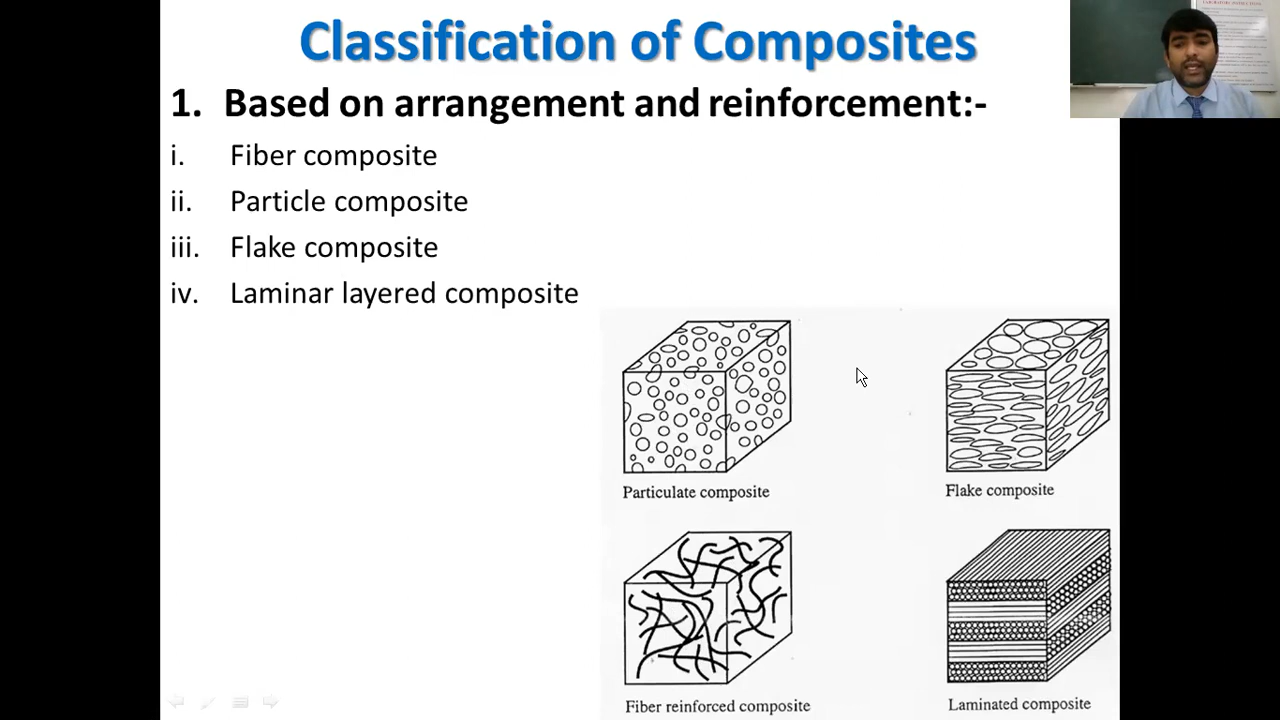 Classification of Composites
1. Based on arrangement and reinforcement:-
i. Fiber composite
ii. Particle composite
iii. Flake composite
iv. Laminar layered composite
Particulate composite
Flake composite
Fiber reinforced composite
Laminated composite